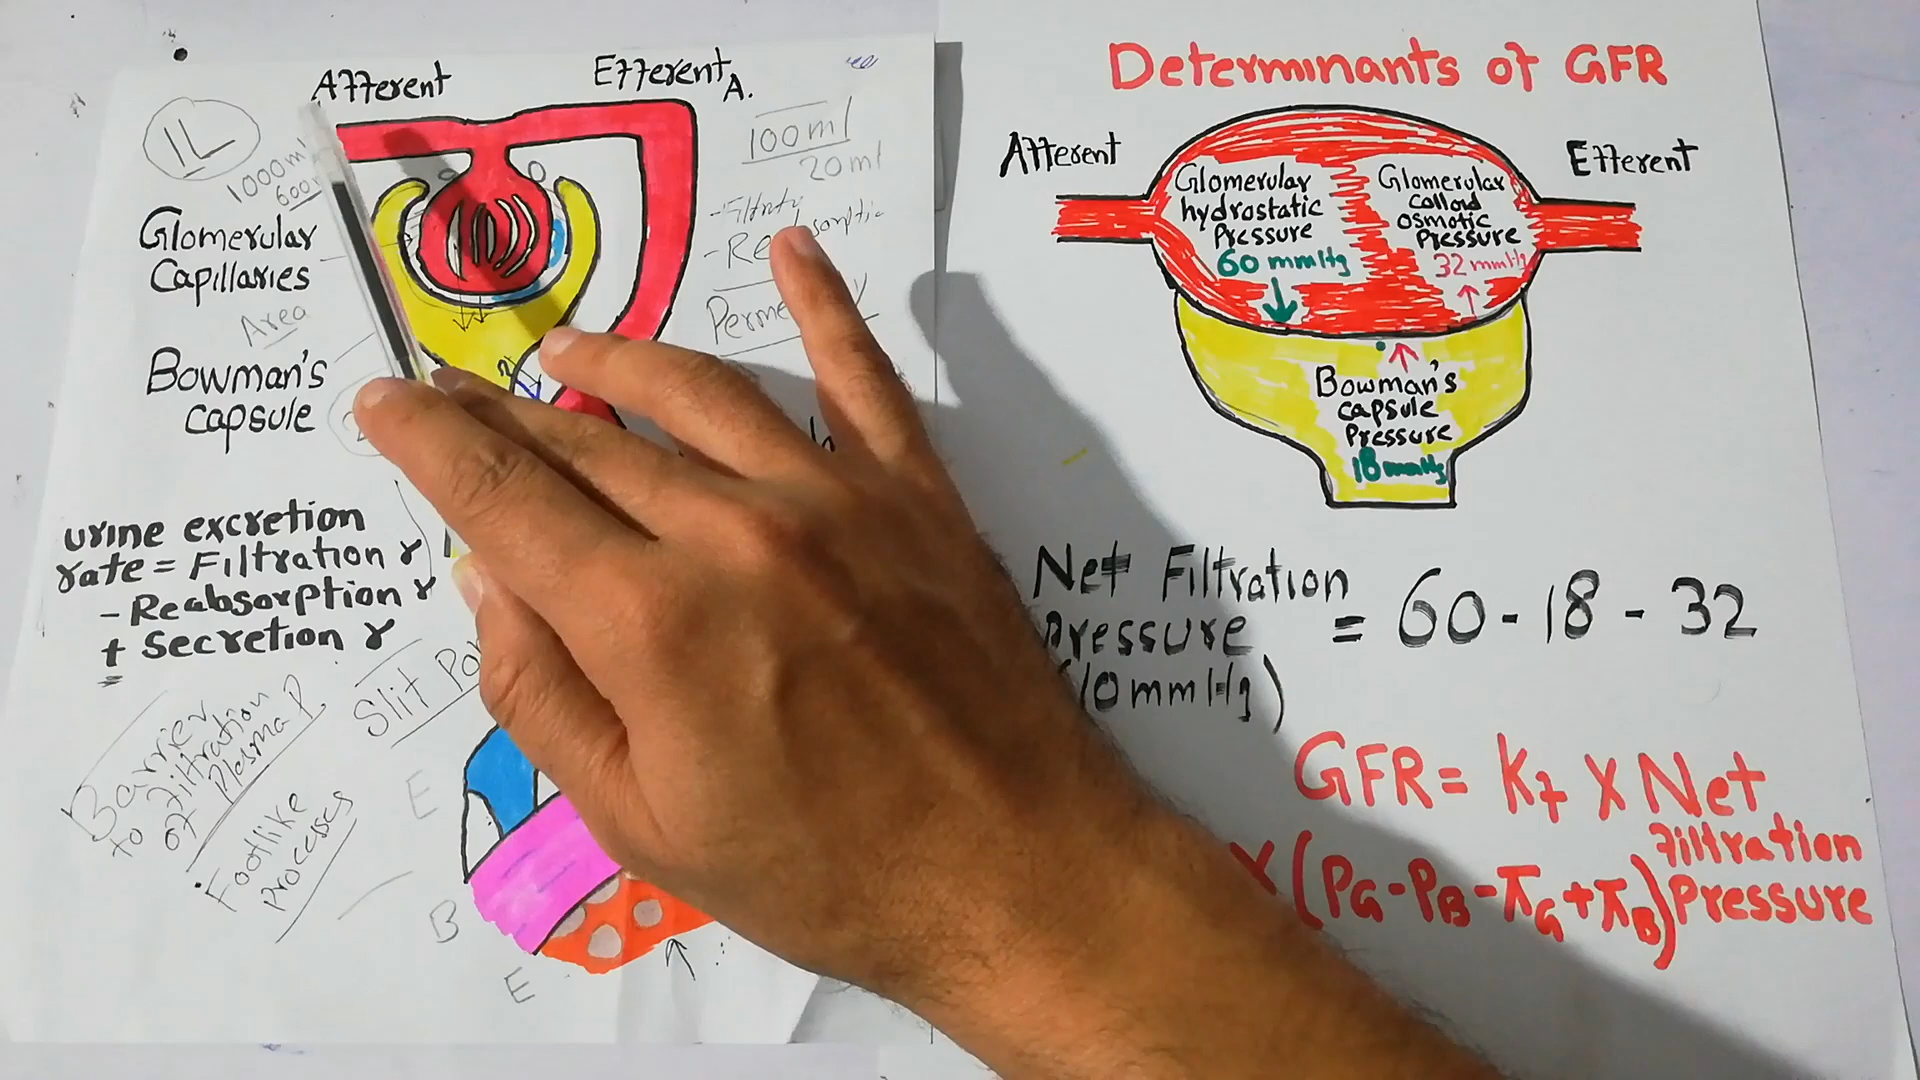 Afferent
Efferent A.
1L
1000ml
100ml
20ml
Glomerular
Capillaries
Area
Bowman's
capsule
urine excretion
rate = Filtration r
- Reabsorption r
+ Secretion r
Slit
Barrier
to filtration
of Plasma P.
Footlike
Processes
E
B
E
Determinants of GFR
Afferent
Efferent
Glomerular
hydrostatic
Pressure
60 mmHg
Glomerular
colloid
osmotic
Pressure
32 mmHg
Bowman's
capsule
Pressure
18 mmHg
Net Filtration
Pressure = 60 - 18 - 32
(10 mmHg)
GFR = Kf X Net
filtration
Pressure
X (PG - PB - πG + πB)